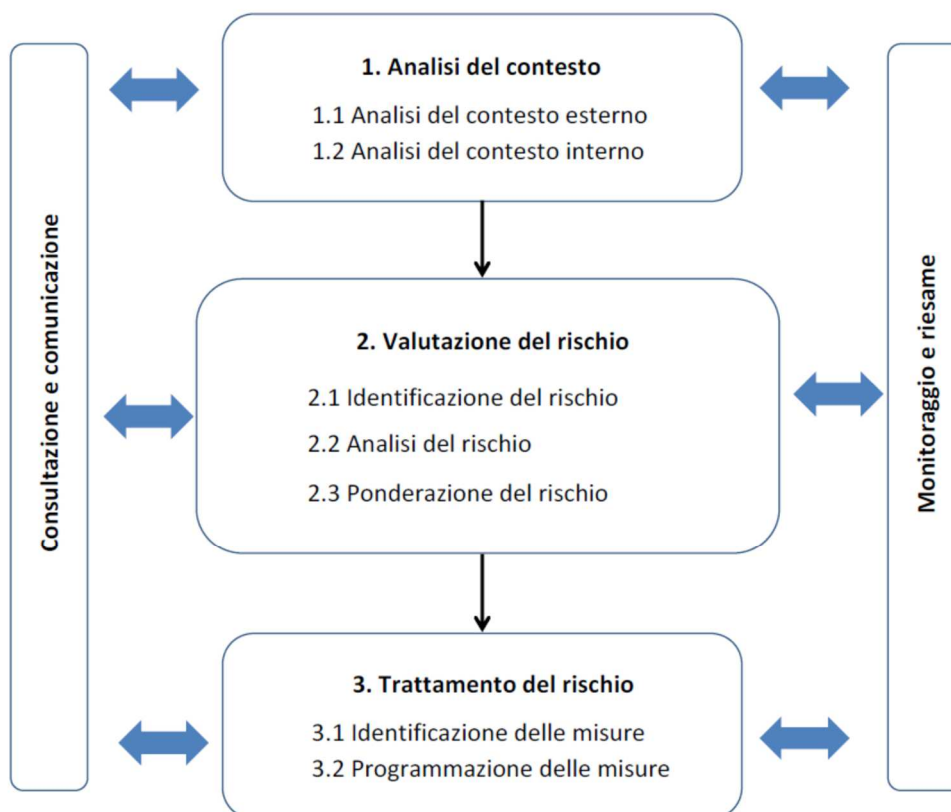 Consultazione e comunicazione
1. Analisi del contesto
1.1 Analisi del contesto esterno
1.2 Analisi del contesto interno
2. Valutazione del rischio
2.1 Identificazione del rischio
2.2 Analisi del rischio
2.3 Ponderazione del rischio
3. Trattamento del rischio
3.1 Identificazione delle misure
3.2 Programmazione delle misure
Monitoraggio e riesame